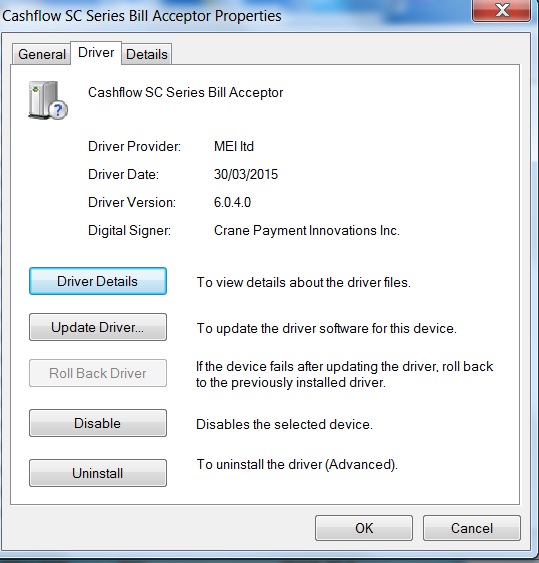 Cashflow SC Series Bill Acceptor Properties
General Driver Details
Cashflow SC Series Bill Acceptor
Driver Provider: MEI ltd
Driver Date: 30/03/2015
Driver Version: 6.0.4.0
Digital Signer: Crane Payment Innovations Inc.
Driver Details To view details about the driver files.
Update Driver... To update the driver software for this device.
Roll Back Driver If the device fails after updating the driver, roll back
to the previously installed driver.
Disable Disables the selected device.
Uninstall To uninstall the driver (Advanced).
OK Cancel